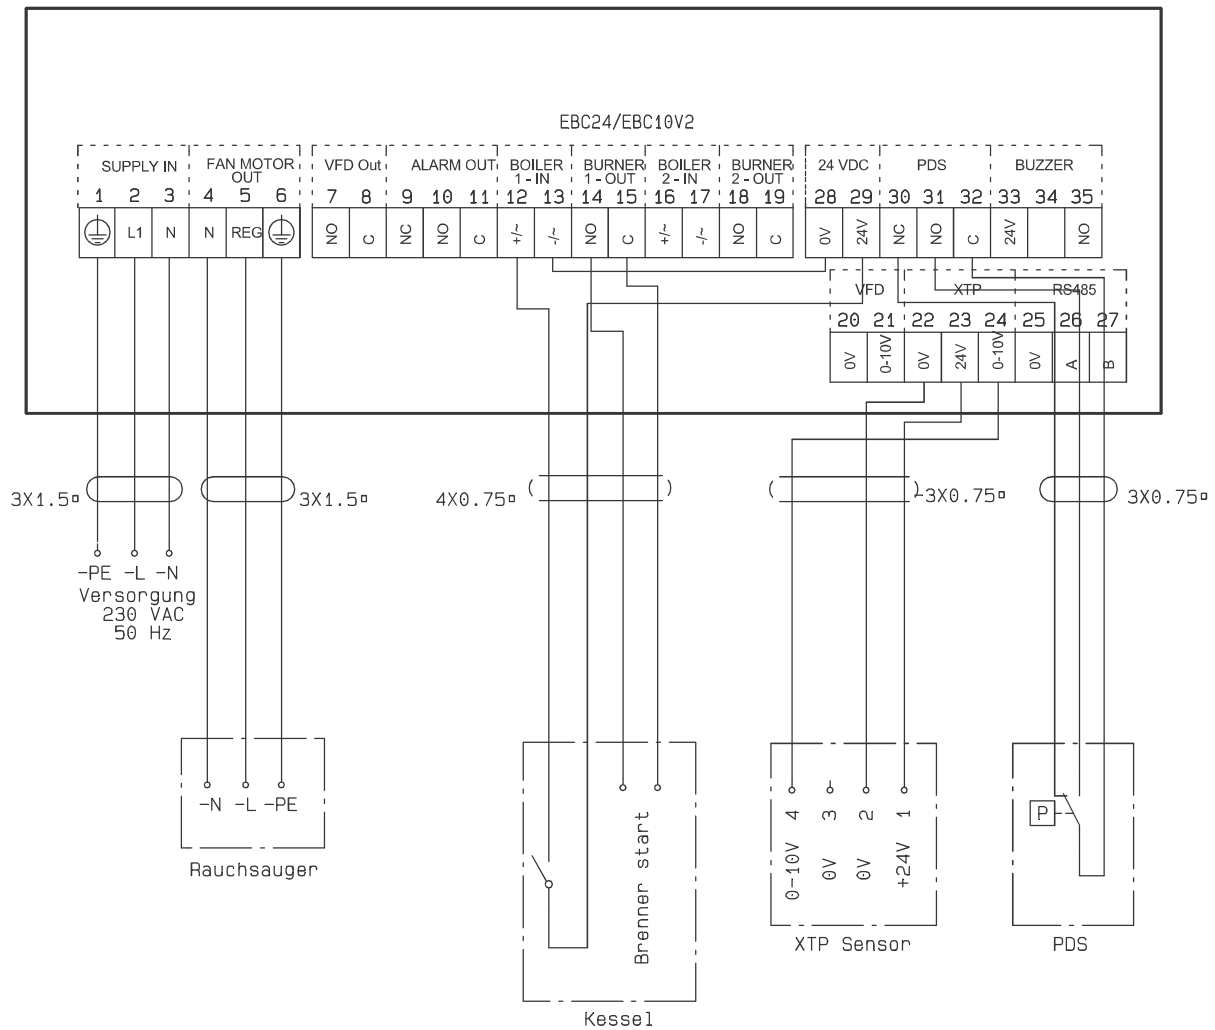 EBC24/EBC10V2
SUPPLY IN
FAN MOTOR
OUT
VFD Out
ALARM OUT
BOILER
1 - IN
BURNER
1 - OUT
BOILER
2 - IN
BURNER
2 - OUT
24 VDC
PDS
BUZZER
1 2 3 4 5 6 7 8 9 10 11 12 13 14 15 16 17 18 19 28 29 30 31 32 33 34 35
L1 N N REG NO C NC NO C +/~ -/~ NO C +/~ -/~ NO C 0V 24V NC NO C 24V NO
VFD XTP RS485
20 21 22 23 24 25 26 27
0V 0-10V 0V 24V 0-10V 0V A B
3X1.5▫ 3X1.5▫ 4X0.75▫ 3X0.75▫ 3X0.75▫
-PE -L -N
Versorgung
230 VAC
50 Hz
-N -L -PE
Rauchsauger
Brenner start
Kessel
4 3 2 1
0-10V 0V 0V +24V
XTP Sensor
P
PDS